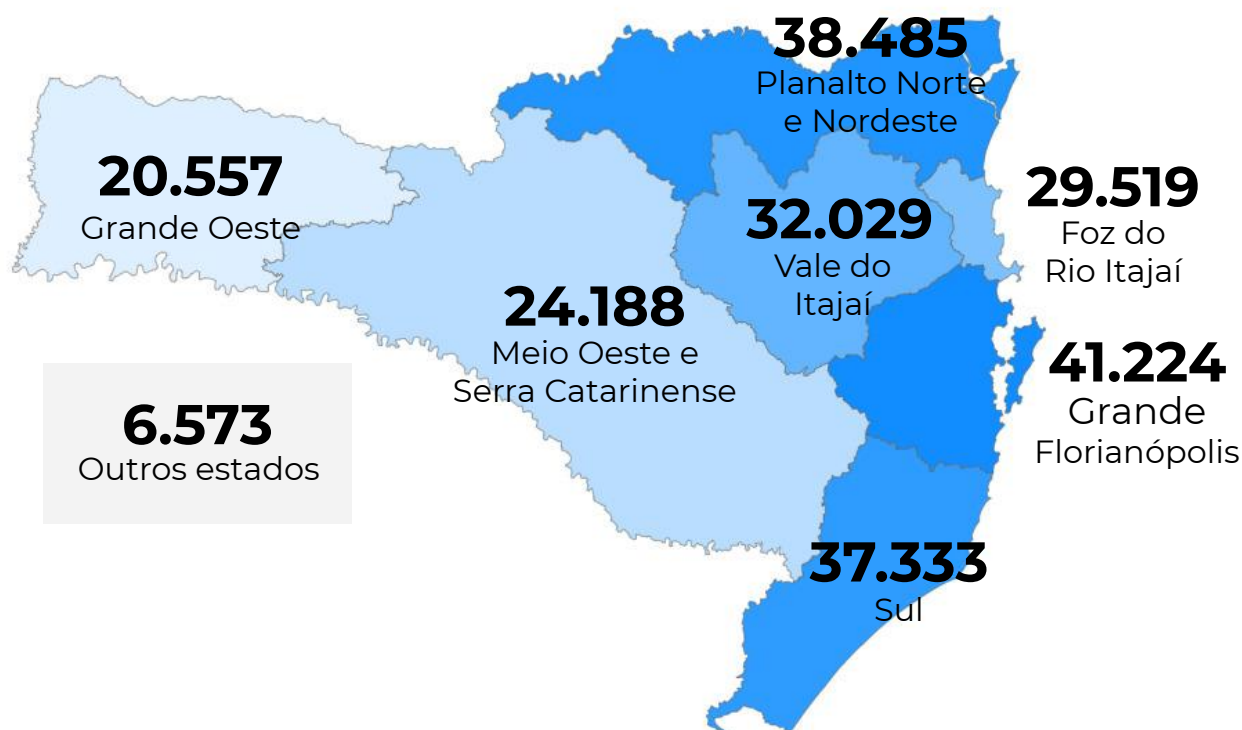 38.485
Planalto Norte
e Nordeste
20.557
Grande Oeste
32.029
Vale do
Itajaí
29.519
Foz do
Rio Itajaí
24.188
Meio Oeste e
Serra Catarinense
41.224
Grande
Florianópolis
6.573
Outros estados
37.333
Sul